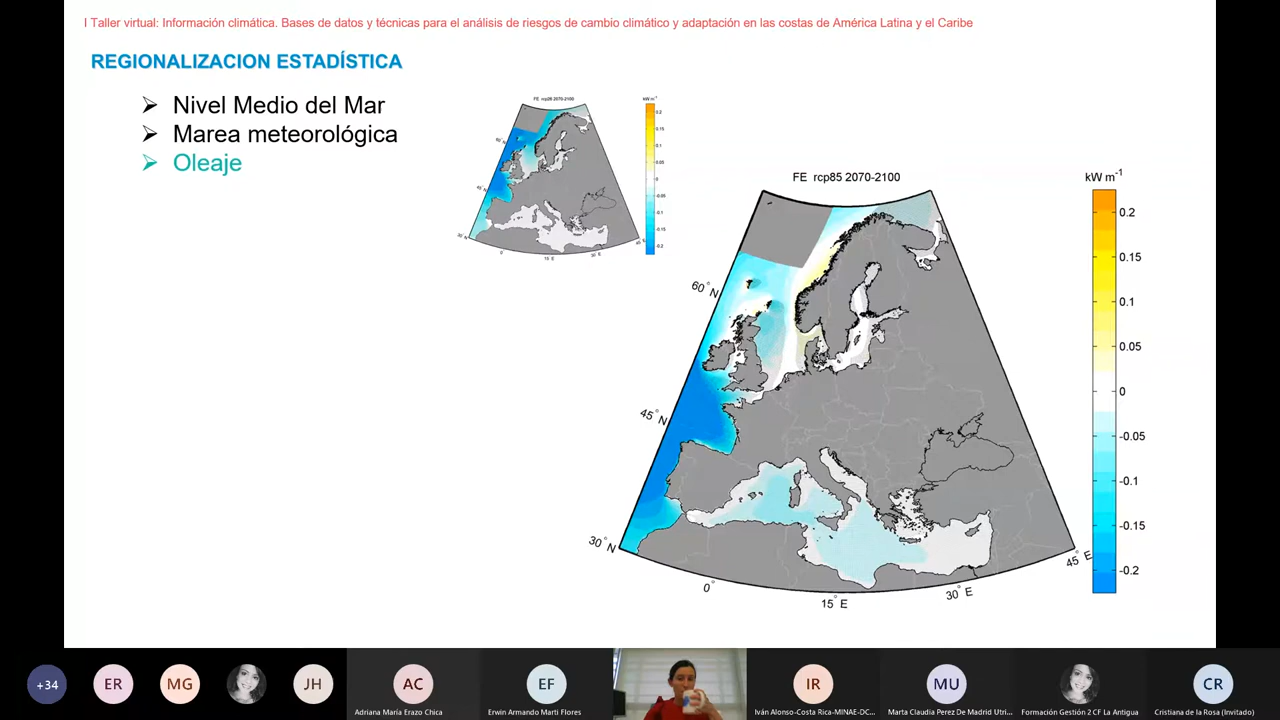 I Taller virtual: Información climática. Bases de datos y técnicas para el análisis de riesgos de cambio climático y adaptación en las costas de América Latina y el Caribe
REGIONALIZACION ESTADÍSTICA
➢ Nivel Medio del Mar
➢ Marea meteorológica
➢ Oleaje
FE rcp85 2070-2100
kW m⁻¹
0.2
0.15
0.1
0.05
0
-0.05
-0.1
-0.15
-0.2
60° N
45° N
30° N
0°
15° E
30° E
45° E
+34
ER
MG
JH
AC
EF
IR
MU
CR
Adriana María Erazo Chica
Erwin Armando Marti Flores
Iván Alonso-Costa Rica-MINAE-DC...
Marta Claudia Perez De Madrid Utri...
Formación Gestión 2 CF La Antigua
Cristiana de la Rosa (Invitado)